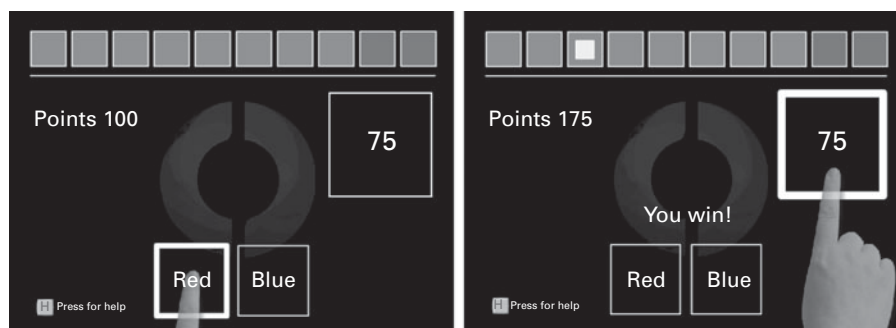 Points 100
75
Red Blue
H Press for help
Points 175
75
You win!
Red Blue
H Press for help